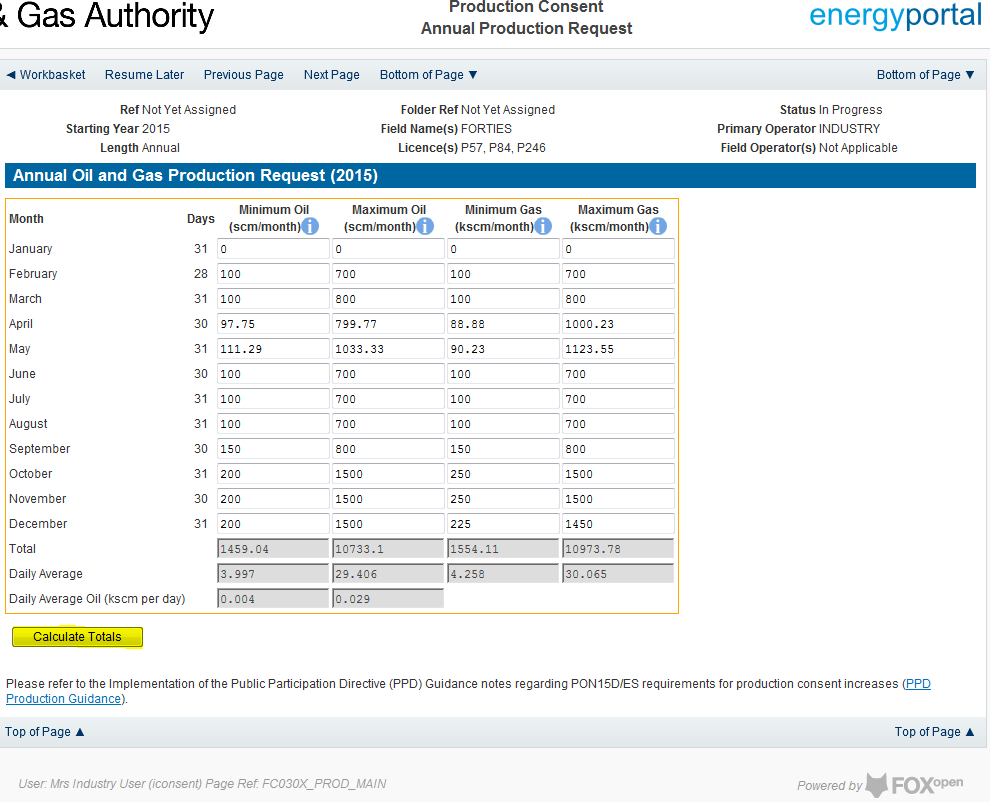 & Gas Authority
Production Consent
Annual Production Request
energyportal
◄ Workbasket Resume Later Previous Page Next Page Bottom of Page ▼ Bottom of Page ▼
Ref Not Yet Assigned Folder Ref Not Yet Assigned Status In Progress
Starting Year 2015 Field Name(s) FORTIES Primary Operator INDUSTRY
Length Annual Licence(s) P57, P84, P246 Field Operator(s) Not Applicable
Annual Oil and Gas Production Request (2015)
Month Days Minimum Oil (scm/month) Maximum Oil (scm/month) Minimum Gas (kscm/month) Maximum Gas (kscm/month)
January 31 0 0 0 0
February 28 100 700 100 700
March 31 100 800 100 800
April 30 97.75 799.77 88.88 1000.23
May 31 111.29 1033.33 90.23 1123.55
June 30 100 700 100 700
July 31 100 700 100 700
August 31 100 700 100 700
September 30 150 800 150 800
October 31 200 1500 250 1500
November 30 200 1500 250 1500
December 31 200 1500 225 1450
Total 1459.04 10733.1 1554.11 10973.78
Daily Average 3.997 29.406 4.258 30.065
Daily Average Oil (kscm per day) 0.004 0.029
Calculate Totals
Please refer to the Implementation of the Public Participation Directive (PPD) Guidance notes regarding PON15D/ES requirements for production consent increases (PPD
Production Guidance).
Top of Page ▲ Top of Page ▲
User: Mrs Industry User (iconsent) Page Ref: FC030X_PROD_MAIN
Powered by FOXopen